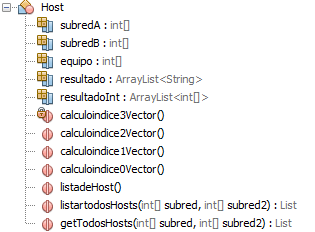 Host
subredA : int[]
subredB : int[]
equipo : int[]
resultado : ArrayList<String>
resultadoInt : ArrayList<int[]>
calculoindice3Vector()
calculoindice2Vector()
calculoindice1Vector()
calculoindice0Vector()
listadeHost()
listartodosHosts(int[] subred, int[] subred2) : List
getTodosHosts(int[] subred, int[] subred2) : List